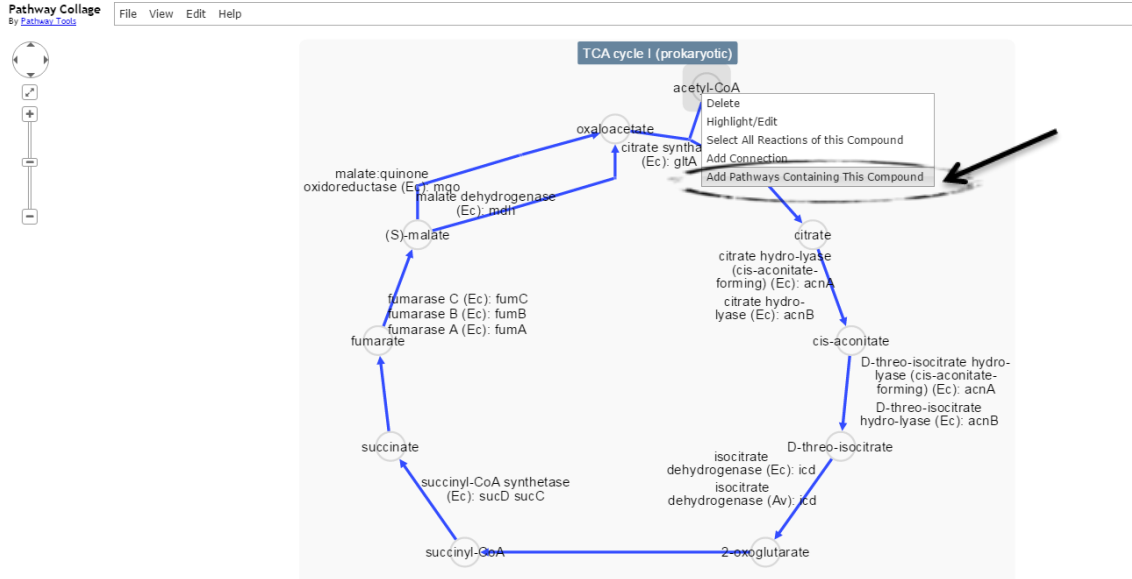 Pathway Collage
By Pathway Tools
File View Edit Help
TCA cycle I (prokaryotic)
acetyl-CoA
Delete
Highlight/Edit
Select All Reactions of this Compound
Add Connection
Add Pathways Containing This Compound
oxaloacetate
citrate syntha
(Ec): gltA
malate:quinone
oxidoreductase (Ec): mqo
malate dehydrogenase
(Ec): mdh
(S)-malate
citrate
citrate hydro-lyase
(cis-aconitate-
forming) (Ec): acnA
citrate hydro-
lyase (Ec): acnB
fumarase C (Ec): fumC
fumarase B (Ec): fumB
fumarase A (Ec): fumA
fumarate
cis-aconitate
D-threo-isocitrate hydro-
lyase (cis-aconitate-
forming) (Ec): acnA
D-threo-isocitrate
hydro-lyase (Ec): acnB
succinate
D-threo-isocitrate
isocitrate
dehydrogenase (Ec): icd
isocitrate
dehydrogenase (Av): icd
succinyl-CoA synthetase
(Ec): sucD sucC
succinyl-CoA
2-oxoglutarate